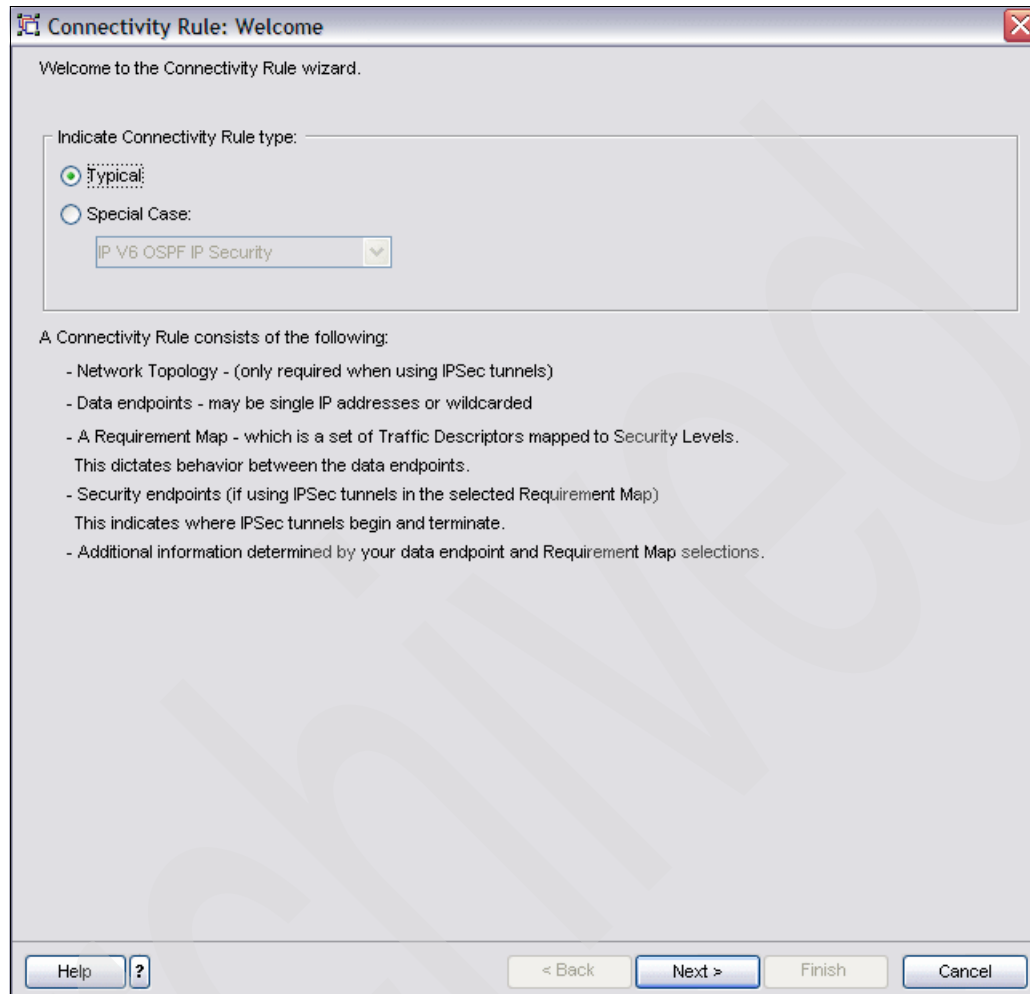 Connectivity Rule: Welcome
Welcome to the Connectivity Rule wizard.
Indicate Connectivity Rule type:
Typical
Special Case:
IP V6 OSPF IP Security
A Connectivity Rule consists of the following:
- Network Topology - (only required when using IPSec tunnels)
- Data endpoints - may be single IP addresses or wildcarded
- A Requirement Map - which is a set of Traffic Descriptors mapped to Security Levels.
This dictates behavior between the data endpoints.
- Security endpoints (if using IPSec tunnels in the selected Requirement Map)
This indicates where IPSec tunnels begin and terminate.
- Additional information determined by your data endpoint and Requirement Map selections.
Help ? < Back Next > Finish Cancel